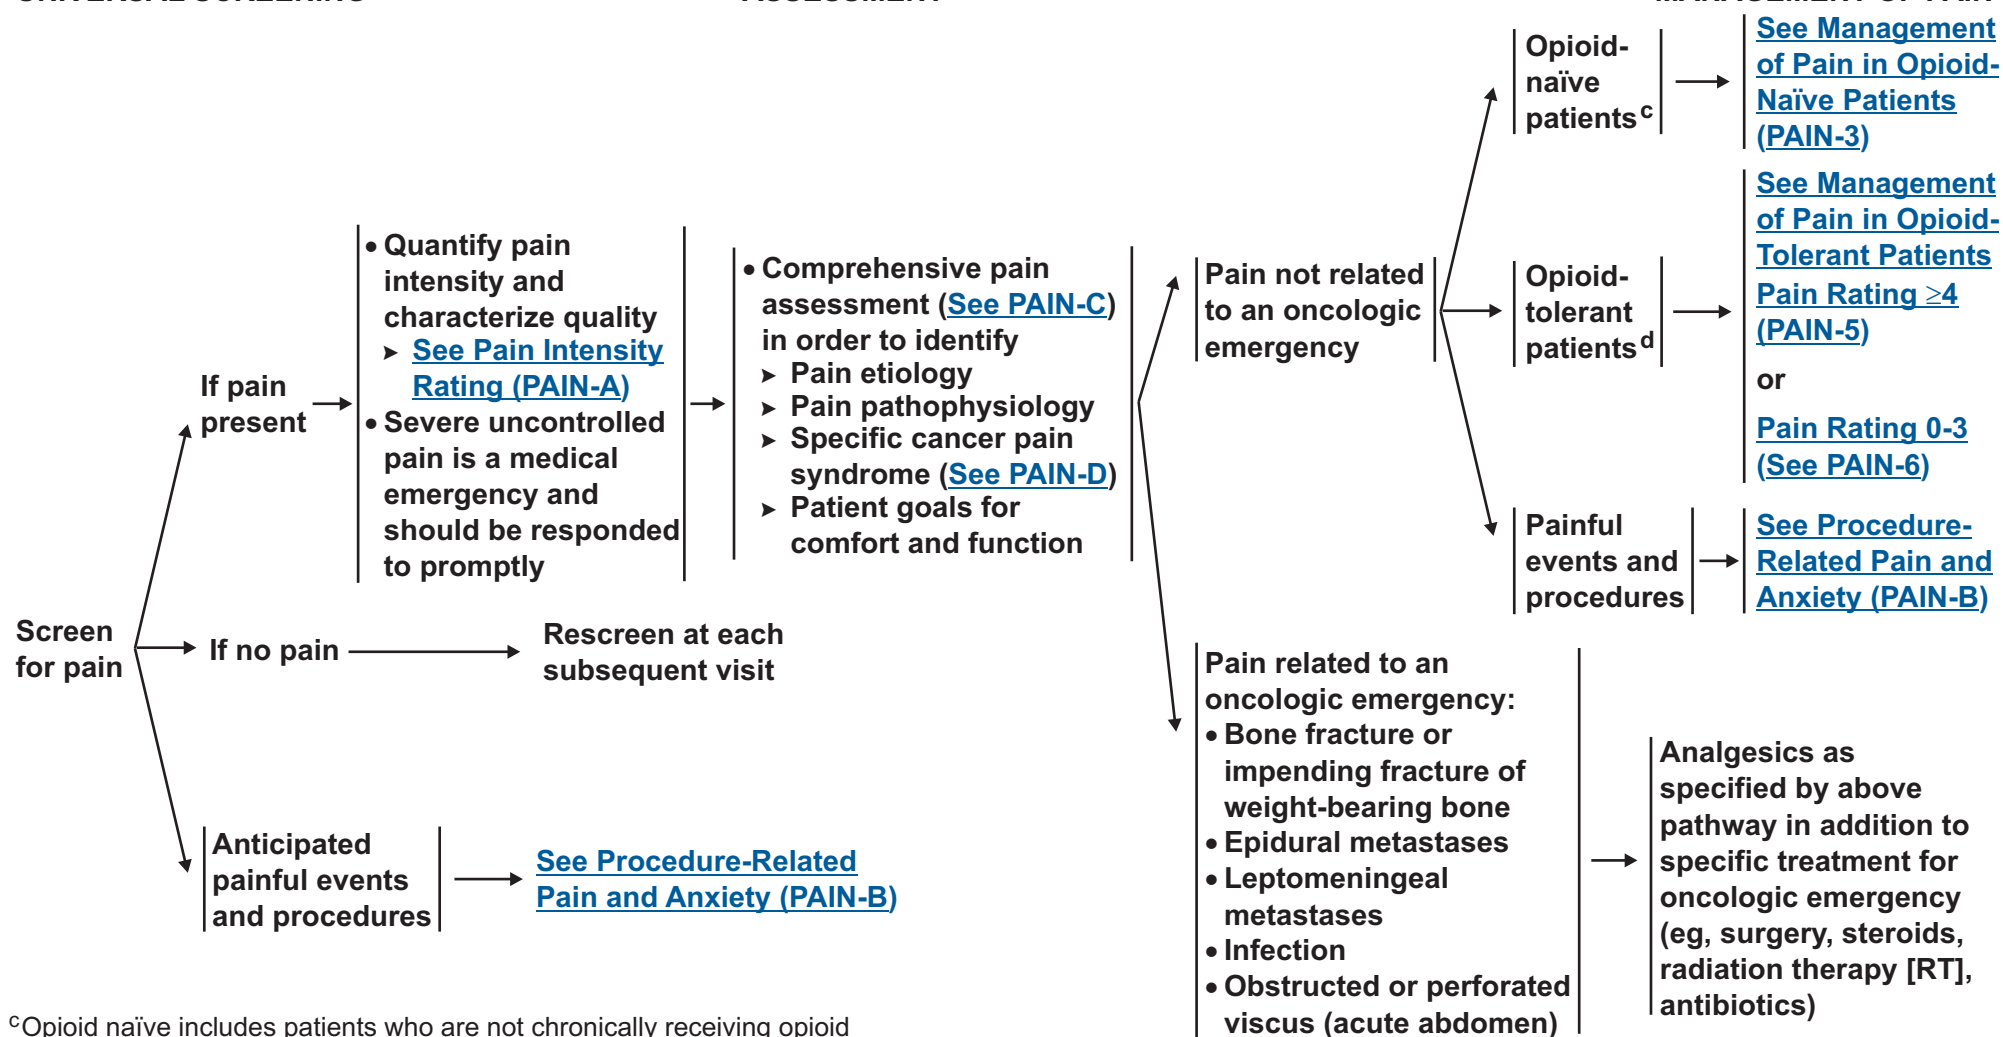 Screen
for pain
If pain
present
• Quantify pain
intensity and
characterize quality
➤ See Pain Intensity
Rating (PAIN-A)
• Severe uncontrolled
pain is a medical
emergency and
should be responded
to promptly
• Comprehensive pain
assessment (See PAIN-C)
in order to identify
➤ Pain etiology
➤ Pain pathophysiology
➤ Specific cancer pain
syndrome (See PAIN-D)
➤ Patient goals for
comfort and function
If no pain
Rescreen at each
subsequent visit
Anticipated
painful events
and procedures
See Procedure-Related
Pain and Anxiety (PAIN-B)
Pain not related
to an oncologic
emergency
Opioid-
naïve
patients c
See Management
of Pain in Opioid-
Naïve Patients
(PAIN-3)
Opioid-
tolerant
patients d
See Management
of Pain in Opioid-
Tolerant Patients
Pain Rating ≥4
(PAIN-5)
or
Pain Rating 0-3
(See PAIN-6)
Painful
events and
procedures
See Procedure-
Related Pain and
Anxiety (PAIN-B)
Pain related to an
oncologic emergency:
• Bone fracture or
impending fracture of
weight-bearing bone
• Epidural metastases
• Leptomeningeal
metastases
• Infection
• Obstructed or perforated
viscus (acute abdomen)
Analgesics as
specified by above
pathway in addition to
specific treatment for
oncologic emergency
(eg, surgery, steroids,
radiation therapy [RT],
antibiotics)
c Opioid naïve includes patients who are not chronically receiving opioid